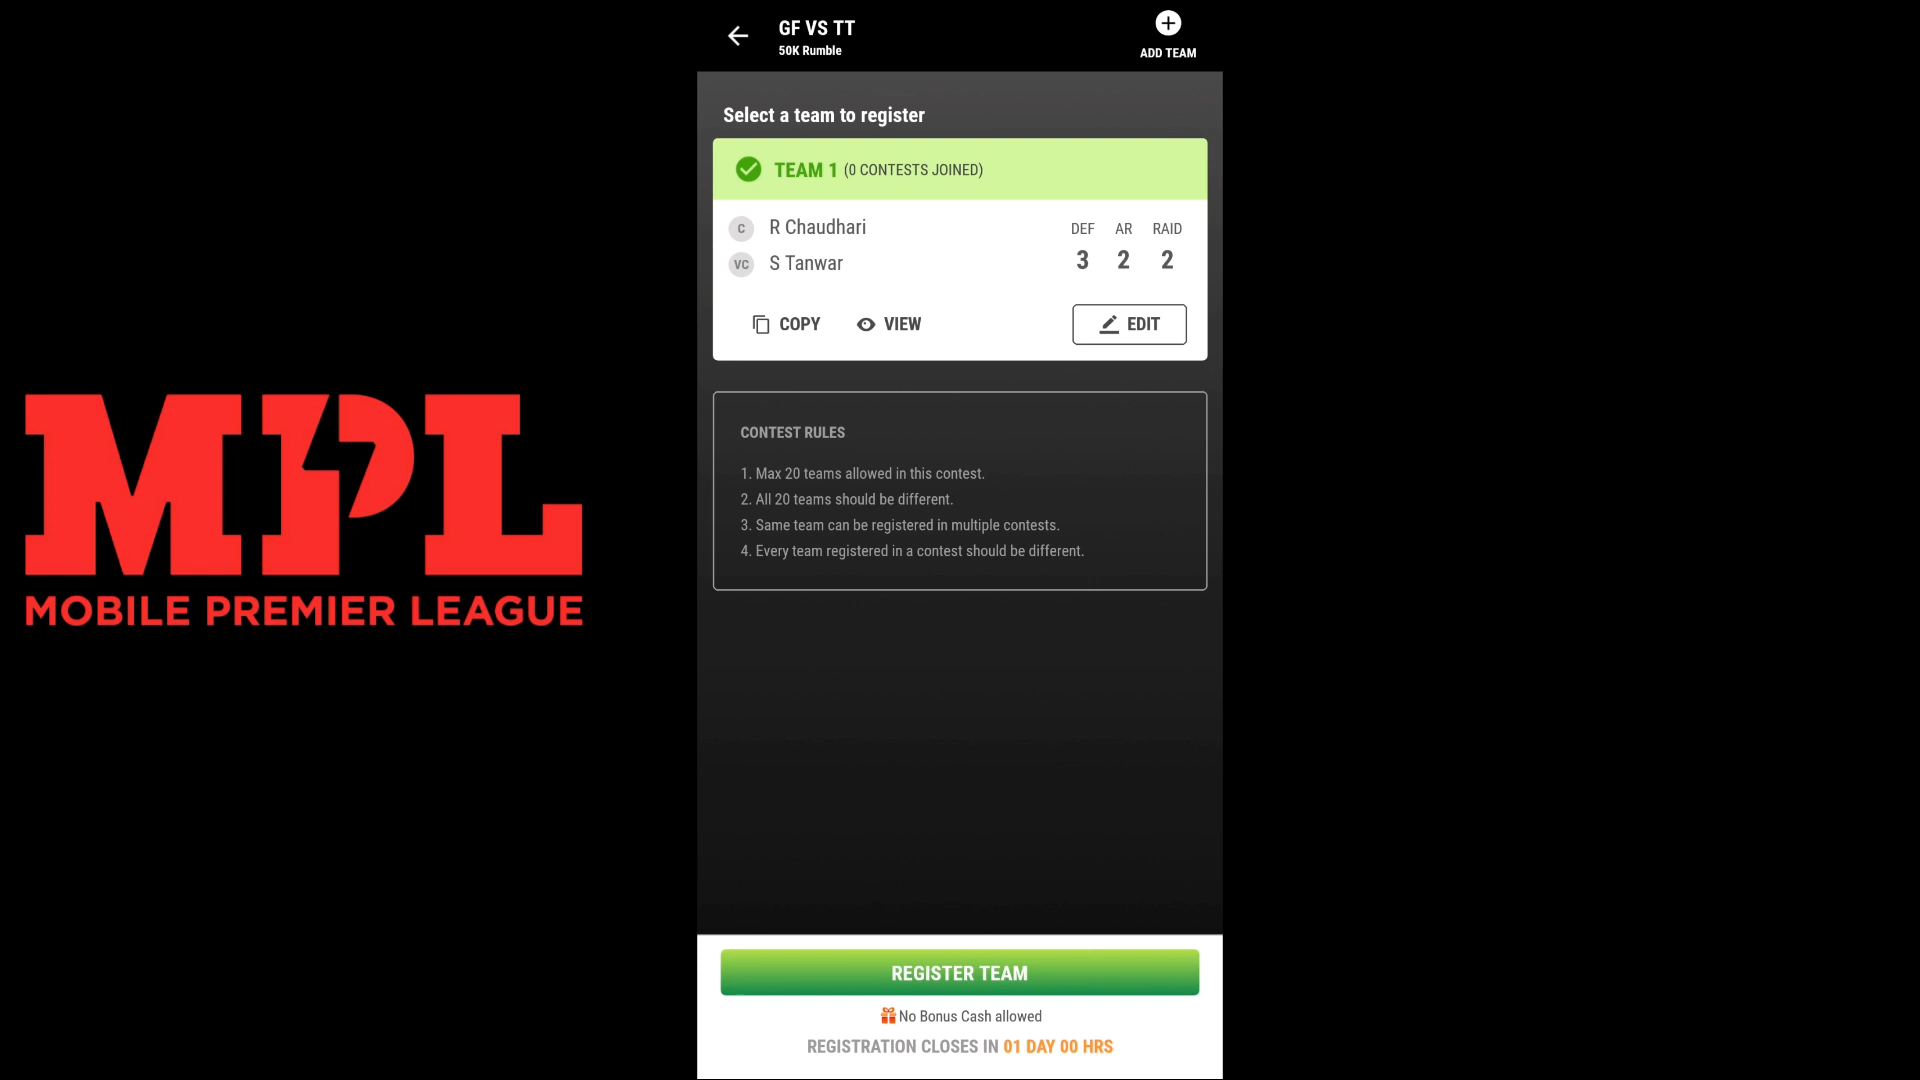 GF VS TT
50K Rumble
ADD TEAM
Select a team to register
TEAM 1 (0 CONTESTS JOINED)
C R Chaudhari
VC S Tanwar
DEF AR RAID
3 2 2
COPY VIEW EDIT
CONTEST RULES
1. Max 20 teams allowed in this contest.
2. All 20 teams should be different.
3. Same team can be registered in multiple contests.
4. Every team registered in a contest should be different.
MPL
MOBILE PREMIER LEAGUE
REGISTER TEAM
No Bonus Cash allowed
REGISTRATION CLOSES IN 01 DAY 00 HRS